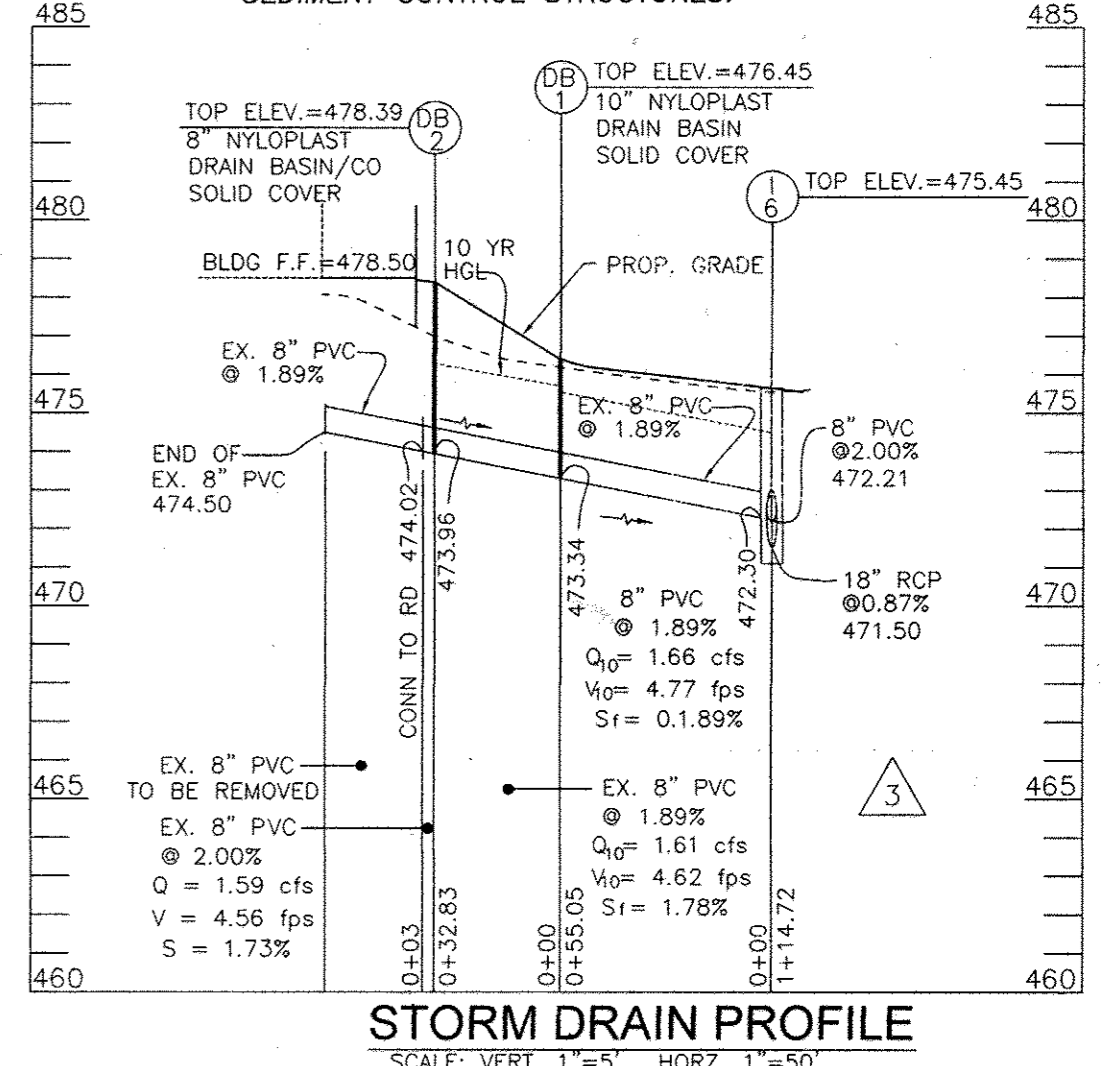 485
485
TOP ELEV.=478.39
8" NYLOPLAST
DRAIN BASIN/CO
SOLID COVER
DB
2
DB
1
TOP ELEV.=476.45
10" NYLOPLAST
DRAIN BASIN
SOLID COVER
I
6
TOP ELEV.=475.45
480
480
BLDG F.F.=478.50
10 YR
HGL
PROP. GRADE
EX. 8" PVC
@ 1.89%
475
475
EX. 8" PVC
@ 1.89%
8" PVC
@2.00%
472.21
END OF
EX. 8" PVC
474.50
CONN TO RD 474.02
473.96
473.34
472.30
470
470
18" RCP
@0.87%
471.50
8" PVC
@ 1.89%
Q10= 1.66 cfs
V10= 4.77 fps
Sf= 0.1.89%
465
465
EX. 8" PVC
TO BE REMOVED
EX. 8" PVC
@ 2.00%
Q = 1.59 cfs
V = 4.56 fps
S = 1.73%
EX. 8" PVC
@ 1.89%
Q10= 1.61 cfs
V10= 4.62 fps
Sf= 1.78%
3
0+03
0+32.83
0+00
0+55.05
0+00
1+14.72
460
460
STORM DRAIN PROFILE
SCALE: VERT. 1"=5' HORZ. 1"=50'